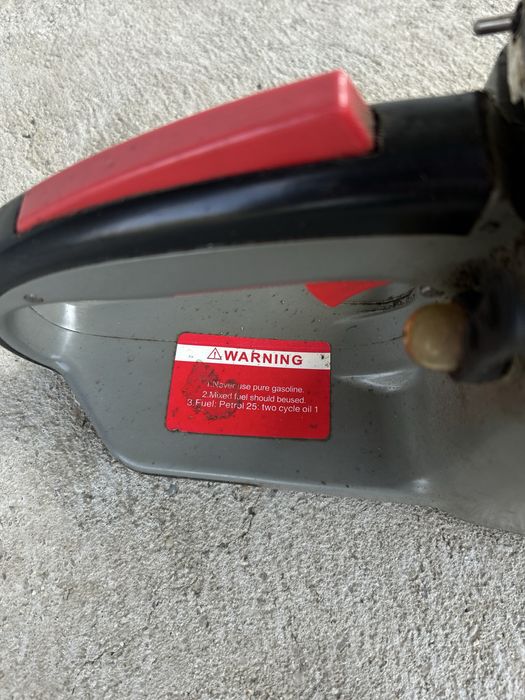 ⚠WARNING
1.Never use pure gasoline.
2.Mixed fuel should beused.
3.Fuel: Petrol 25: two cycle oil 1